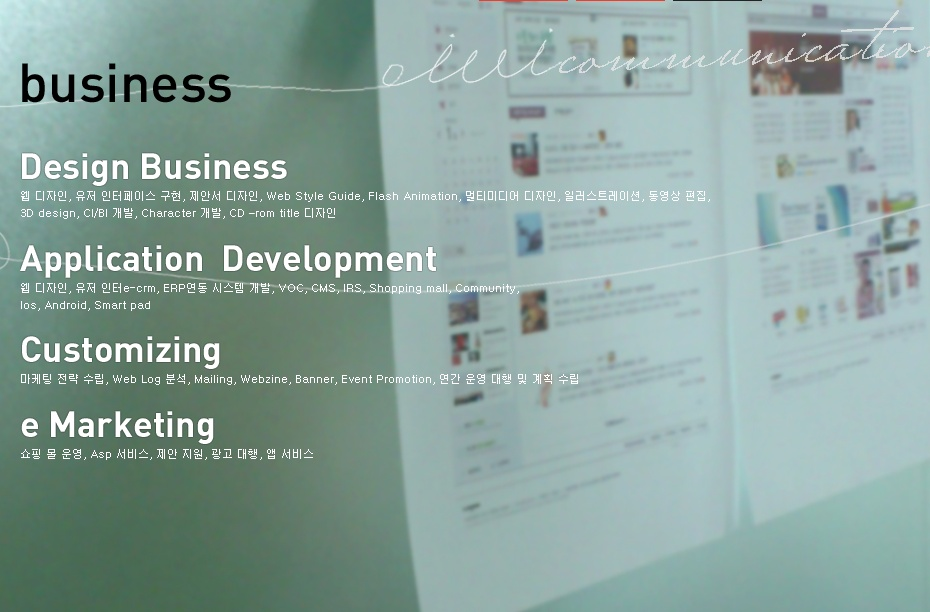 communication
business
Design Business
웹 디자인, 유저 인터페이스 구현, 제안서 디자인, Web Style Guide, Flash Animation, 멀티미디어 디자인, 일러스트레이션, 동영상 편집,
3D design, CI/BI 개발, Character 개발, CD -rom title 디자인
Application Development
웹 디자인, 유저 인터e-crm, ERP연동 시스템 개발, VOC, CMS, IRS, Shopping mall, Community,
Ios, Android, Smart pad
Customizing
마케팅 전략 수립, Web Log 분석, Mailing, Webzine, Banner, Event Promotion, 연간 운영 대행 및 계획 수립
e Marketing
쇼핑 몰 운영, Asp 서비스, 제안 지원, 광고 대행, 앱 서비스